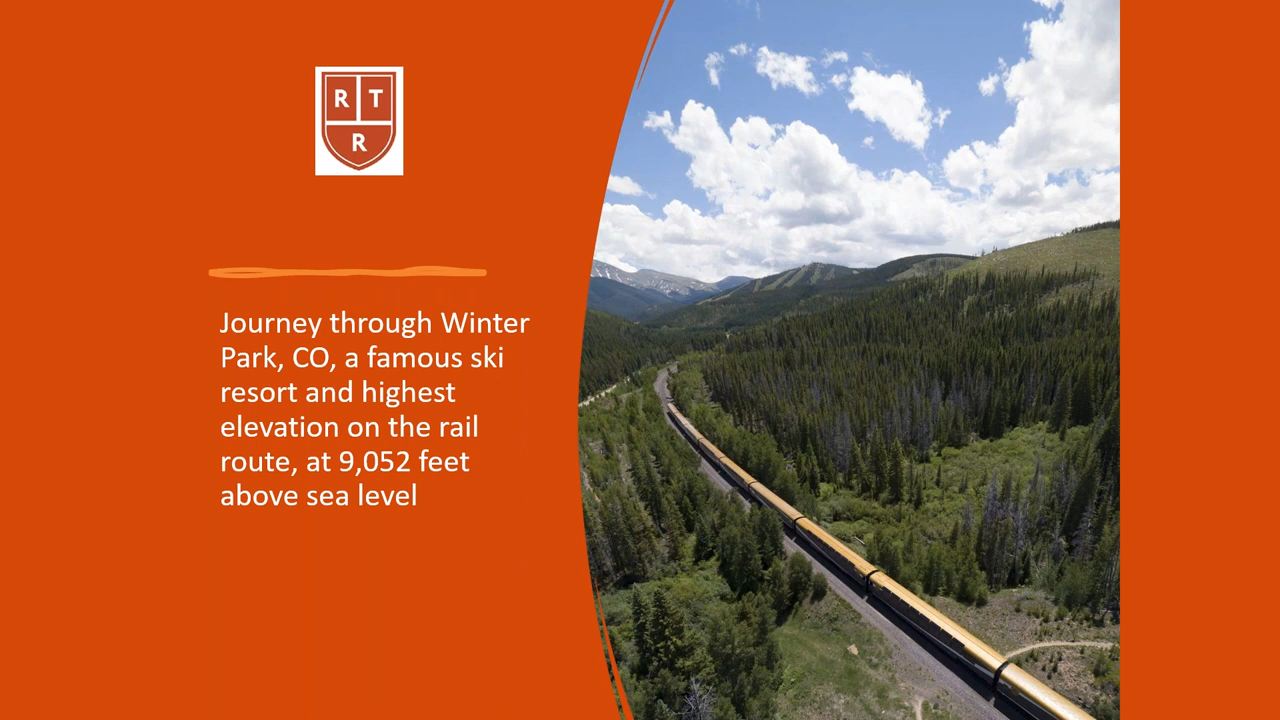 R T
R
Journey through Winter
Park, CO, a famous ski
resort and highest
elevation on the rail
route, at 9,052 feet
above sea level